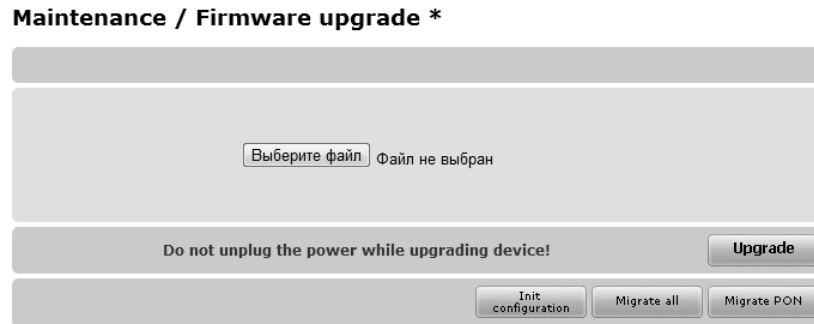 Maintenance / Firmware upgrade *
Выберите файл Файл не выбран
Do not unplug the power while upgrading device!
Upgrade
Init
configuration
Migrate all
Migrate PON